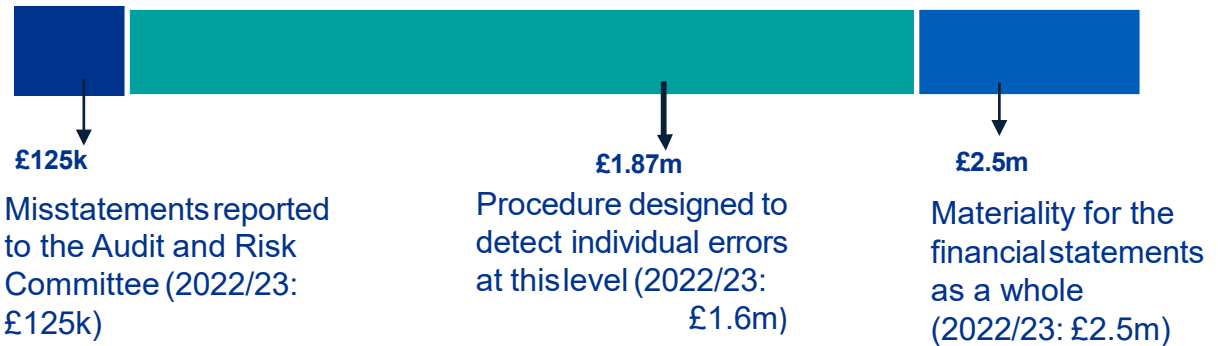 £125k
Misstatements reported
to the Audit and Risk
Committee (2022/23:
£125k)
£1.87m
Procedure designed to
detect individual errors
at this level (2022/23:
£1.6m)
£2.5m
Materiality for the
financial statements
as a whole
(2022/23: £2.5m)